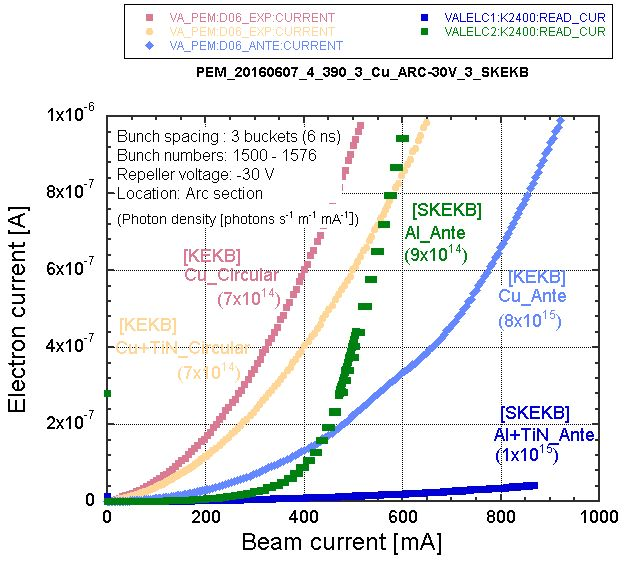 VA_PEM:D06_EXP:CURRENT
VA_PEM:D06_EXP:CURRENT
VA_PEM:D06_ANTE:CURRENT
VALELC1:K2400:READ_CUR
VALELC2:K2400:READ_CUR
PEM_20160607_4_390_3_Cu_ARC-30V_3_SKEKB
1x10⁻⁶
8x10⁻⁷
6x10⁻⁷
4x10⁻⁷
2x10⁻⁷
0
Electron current [A]
Bunch spacing : 3 buckets (6 ns)
Bunch numbers: 1500 - 1576
Repeller voltage: -30 V
Location: Arc section
(Photon density [photons s⁻¹ m⁻¹ mA⁻¹])
[KEKB]
Cu_Circular
(7x10¹⁴)
[KEKB]
Cu+TiN_Circular
(7x10¹⁴)
[SKEKB]
Al_Ante
(9x10¹⁴)
[KEKB]
Cu_Ante
(8x10¹⁵)
[SKEKB]
Al+TiN_Ante
(1x10¹⁵)
0 200 400 600 800 1000
Beam current [mA]